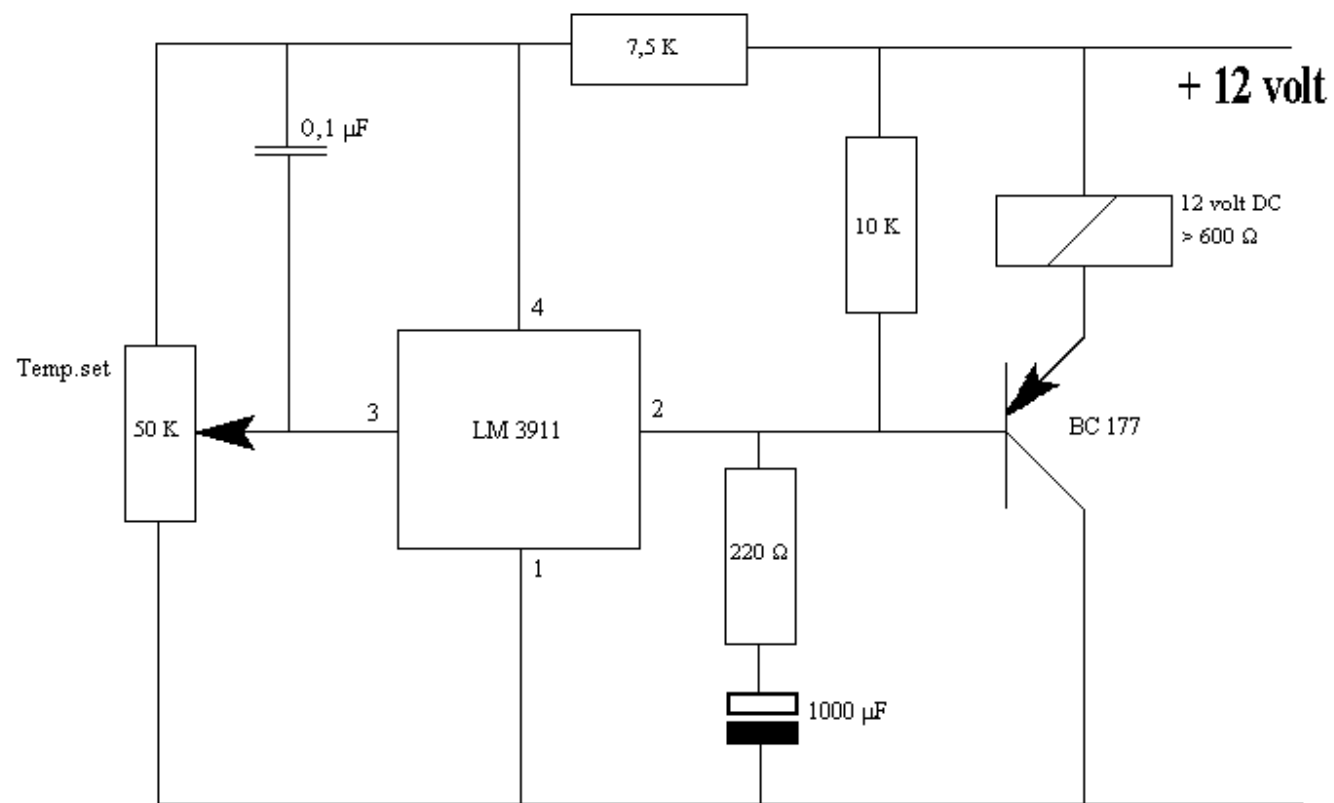 7,5 K
+ 12 volt
0,1 µF
10 K
12 volt DC
> 600 Ω
4
Temp.set
50 K
3
LM 3911
2
BC 177
220 Ω
1
1000 µF